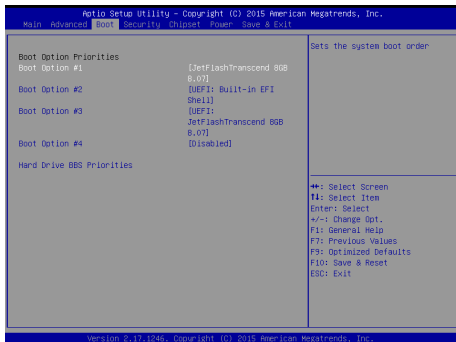 Aptio Setup Utility – Copyright (C) 2015 American Megatrends, Inc.
Main Advanced Boot Security Chipset Power Save & Exit
Boot Option Priorities
Boot Option #1 [JetFlashTranscend 8GB
8.07]
Boot Option #2 [UEFI: Built-in EFI
Shell]
Boot Option #3 [UEFI:
JetFlashTranscend 8GB
8.07]
Boot Option #4 [Disabled]
Hard Drive BBS Priorities
Sets the system boot order
→←: Select Screen
↑↓: Select Item
Enter: Select
+/-: Change Opt.
F1: General Help
F7: Previous Values
F9: Optimized Defaults
F10: Save & Reset
ESC: Exit
Version 2.17.1246. Copyright (C) 2015 American Megatrends, Inc.